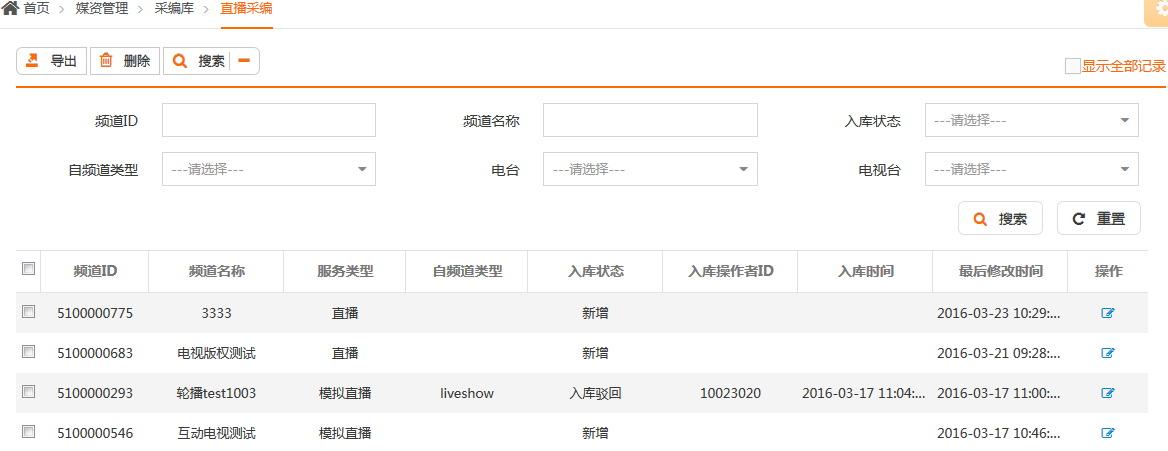 首页 > 媒资管理 > 采编库 > 直播采编
导出 删除 搜索
显示全部记录
频道ID 频道名称 入库状态 ---请选择---
自频道类型 ---请选择--- 电台 ---请选择--- 电视台 ---请选择---
搜索 重置
频道ID 频道名称 服务类型 自频道类型 入库状态 入库操作者ID 入库时间 最后修改时间 操作
5100000775 3333 直播 新增 2016-03-23 10:29:...
5100000683 电视版权测试 直播 新增 2016-03-21 09:28:...
5100000293 轮播test1003 模拟直播 liveshow 入库驳回 10023020 2016-03-17 11:04:... 2016-03-17 11:00:...
5100000546 互动电视测试 模拟直播 新增 2016-03-17 10:46:...